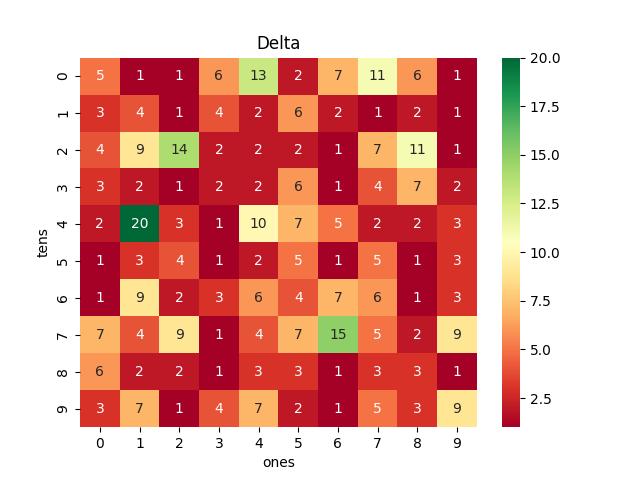 Delta
0 5 1 1 6 13 2 7 11 6 1
1 3 4 1 4 2 6 2 1 2 1
2 4 9 14 2 2 2 1 7 11 1
3 3 2 1 2 2 6 1 4 7 2
4 2 20 3 1 10 7 5 2 2 3
5 1 3 4 1 2 5 1 5 1 3
6 1 9 2 3 6 4 7 6 1 3
7 7 4 9 1 4 7 15 5 2 9
8 6 2 2 1 3 3 1 3 3 1
9 3 7 1 4 7 2 1 5 3 9
0 1 2 3 4 5 6 7 8 9
ones
tens
20.0
17.5
15.0
12.5
10.0
7.5
5.0
2.5